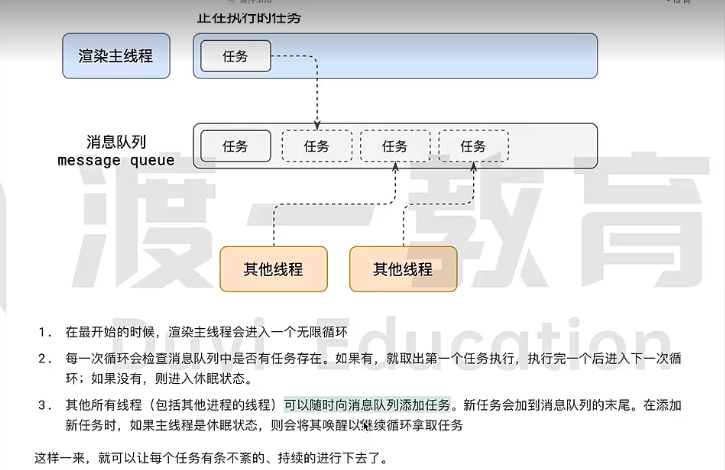 正在执行的任务
渲染主线程
任务
消息队列
message queue
任务
任务
任务
任务
其他线程
其他线程
渡一教育
Duyi Education
1. 在最开始的时候，渲染主线程会进入一个无限循环
2. 每一次循环会检查消息队列中是否有任务存在。如果有，就取出第一个任务执行，执行完一个后进入下一次循
环；如果没有，则进入休眠状态。
3. 其他所有线程（包括其他进程的线程）可以随时向消息队列添加任务。新任务会加到消息队列的末尾。在添加
新任务时，如果主线程是休眠状态，则会将其唤醒以继续循环拿取任务
这样一来，就可以让每个任务有条不紊的、持续的进行下去了。